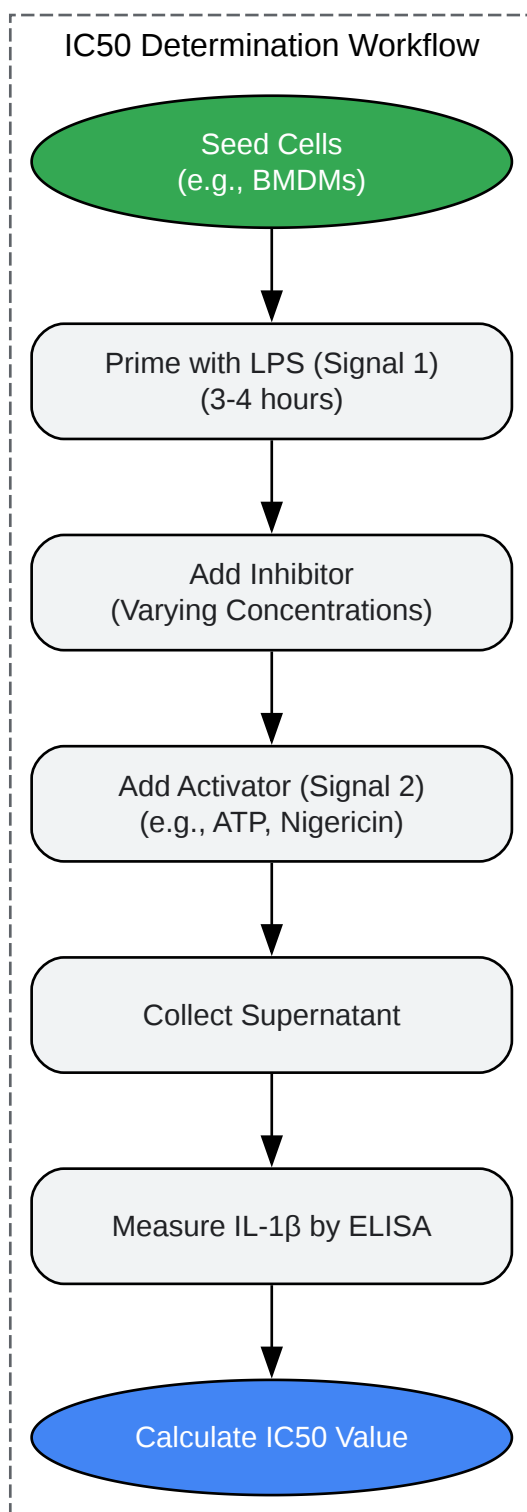 IC50 Determination Workflow
Seed Cells
(e.g., BMDMs)
Prime with LPS (Signal 1)
(3-4 hours)
Add Inhibitor
(Varying Concentrations)
Add Activator (Signal 2)
(e.g., ATP, Nigericin)
Collect Supernatant
Measure IL-1β by ELISA
Calculate IC50 Value